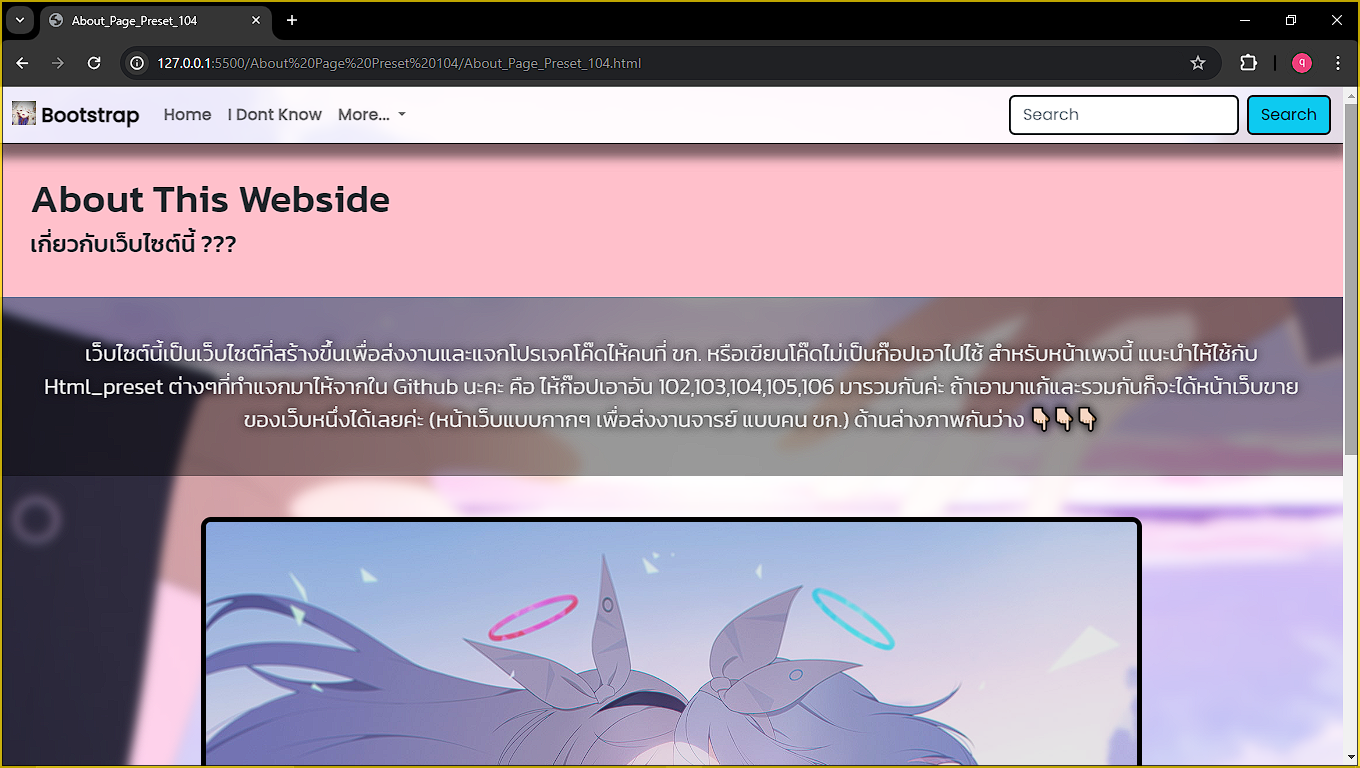 About_Page_Preset_104
127.0.0.1:5500/About%20Page%20Preset%20104/About_Page_Preset_104.html
q
Bootstrap Home I Dont Know More... Search Search
About This Webside
เกี่ยวกับเว็บไซต์นี้ ???
เว็บไซต์นี้เป็นเว็บไซต์ที่สร้างขึ้นเพื่อส่งงานและแจกโปรเจคโค๊ดไห้คนที่ ขก. หรือเขียนโค๊ดไม่เป็นก๊อปเอาไปไช้ สำหรับหน้าเพจนี้ แนะนำไห้ไช้กับ
Html_preset ต่างๆที่ทำแจกมาไห้จากใน Github นะคะ คือ ไห้ก๊อปเอาอัน 102,103,104,105,106 มารวมกันค่ะ ถ้าเอามาแก้และรวมกันก็จะได้หน้าเว็บขาย
ของเว็บหนึ่งได้เลยค่ะ (หน้าเว็บแบบกากๆ เพื่อส่งงานจารย์ แบบคน ขก.) ด้านล่างภาพกันว่าง 👇🏻👇🏻👇🏻